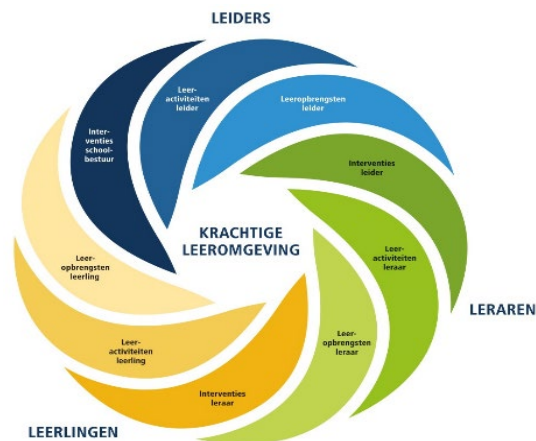 LEIDERS
Leer-
activiteiten
leider
Leeropbrengsten
leider
Inter-
venties
school-
bestuur
Interventies
leider
KRACHTIGE
LEEROMGEVING
Leer-
activiteiten
leraar
Leer-
opbrengsten
leerling
LERAREN
Leer-
opbrengsten
leraar
Leer-
activiteiten
leerling
Interventies
leraar
LEERLINGEN